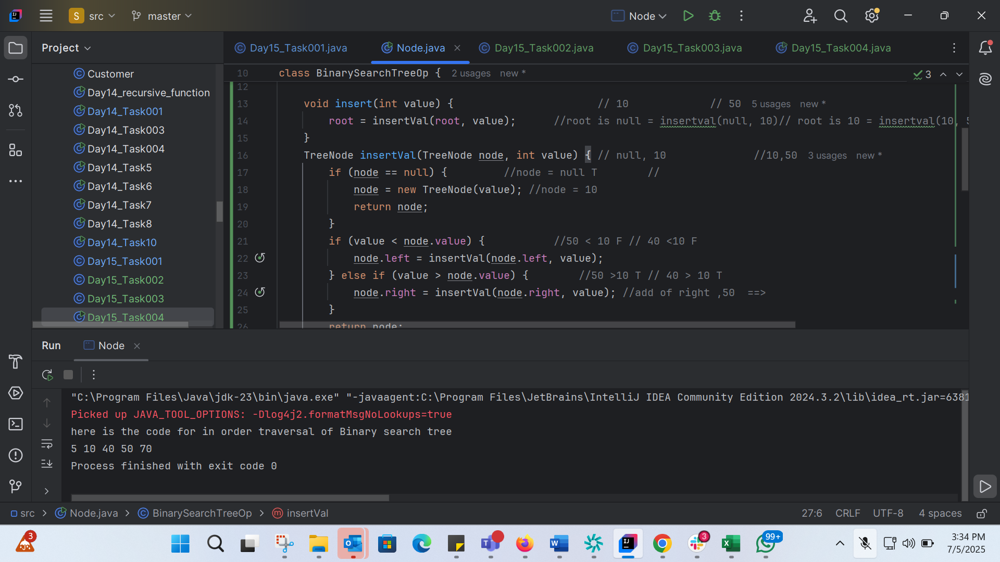 S src master Node
Project
Day15_Task001.java Node.java Day15_Task002.java Day15_Task003.java Day15_Task004.java
Customer
Day14_recursive_function
Day14_Task001
Day14_Task003
Day14_Task004
Day14_Task5
Day14_Task6
Day14_Task7
Day14_Task8
Day14_Task10
Day15_Task001
Day15_Task002
Day15_Task003
Day15_Task004
10 class BinarySearchTreeOp { 2 usages new * 3
12
13 void insert(int value) { // 10 // 50 5 usages new *
14 root = insertVal(root, value); //root is null = insertval(null, 10)// root is 10 = insertval(10, 5
15 }
16 TreeNode insertVal(TreeNode node, int value) { // null, 10 //10,50 3 usages new *
17 if (node == null) { //node = null T //
18 node = new TreeNode(value); //node = 10
19 return node;
20 }
21 if (value < node.value) { //50 < 10 F // 40 <10 F
22 node.left = insertVal(node.left, value);
23 } else if (value > node.value) { //50 >10 T // 40 > 10 T
24 node.right = insertVal(node.right, value); //add of right ,50 ==>
25 }
26 return node;
Run Node
"C:\Program Files\Java\jdk-23\bin\java.exe" "-javaagent:C:\Program Files\JetBrains\IntelliJ IDEA Community Edition 2024.3.2\lib\idea_rt.jar=6381
Picked up JAVA_TOOL_OPTIONS: -Dlog4j2.formatMsgNoLookups=true
here is the code for in order traversal of Binary search tree
5 10 40 50 70
Process finished with exit code 0
src > Node.java > BinarySearchTreeOp > insertVal 27:6 CRLF UTF-8 4 spaces
3 3 99+
3:34 PM
7/5/2025